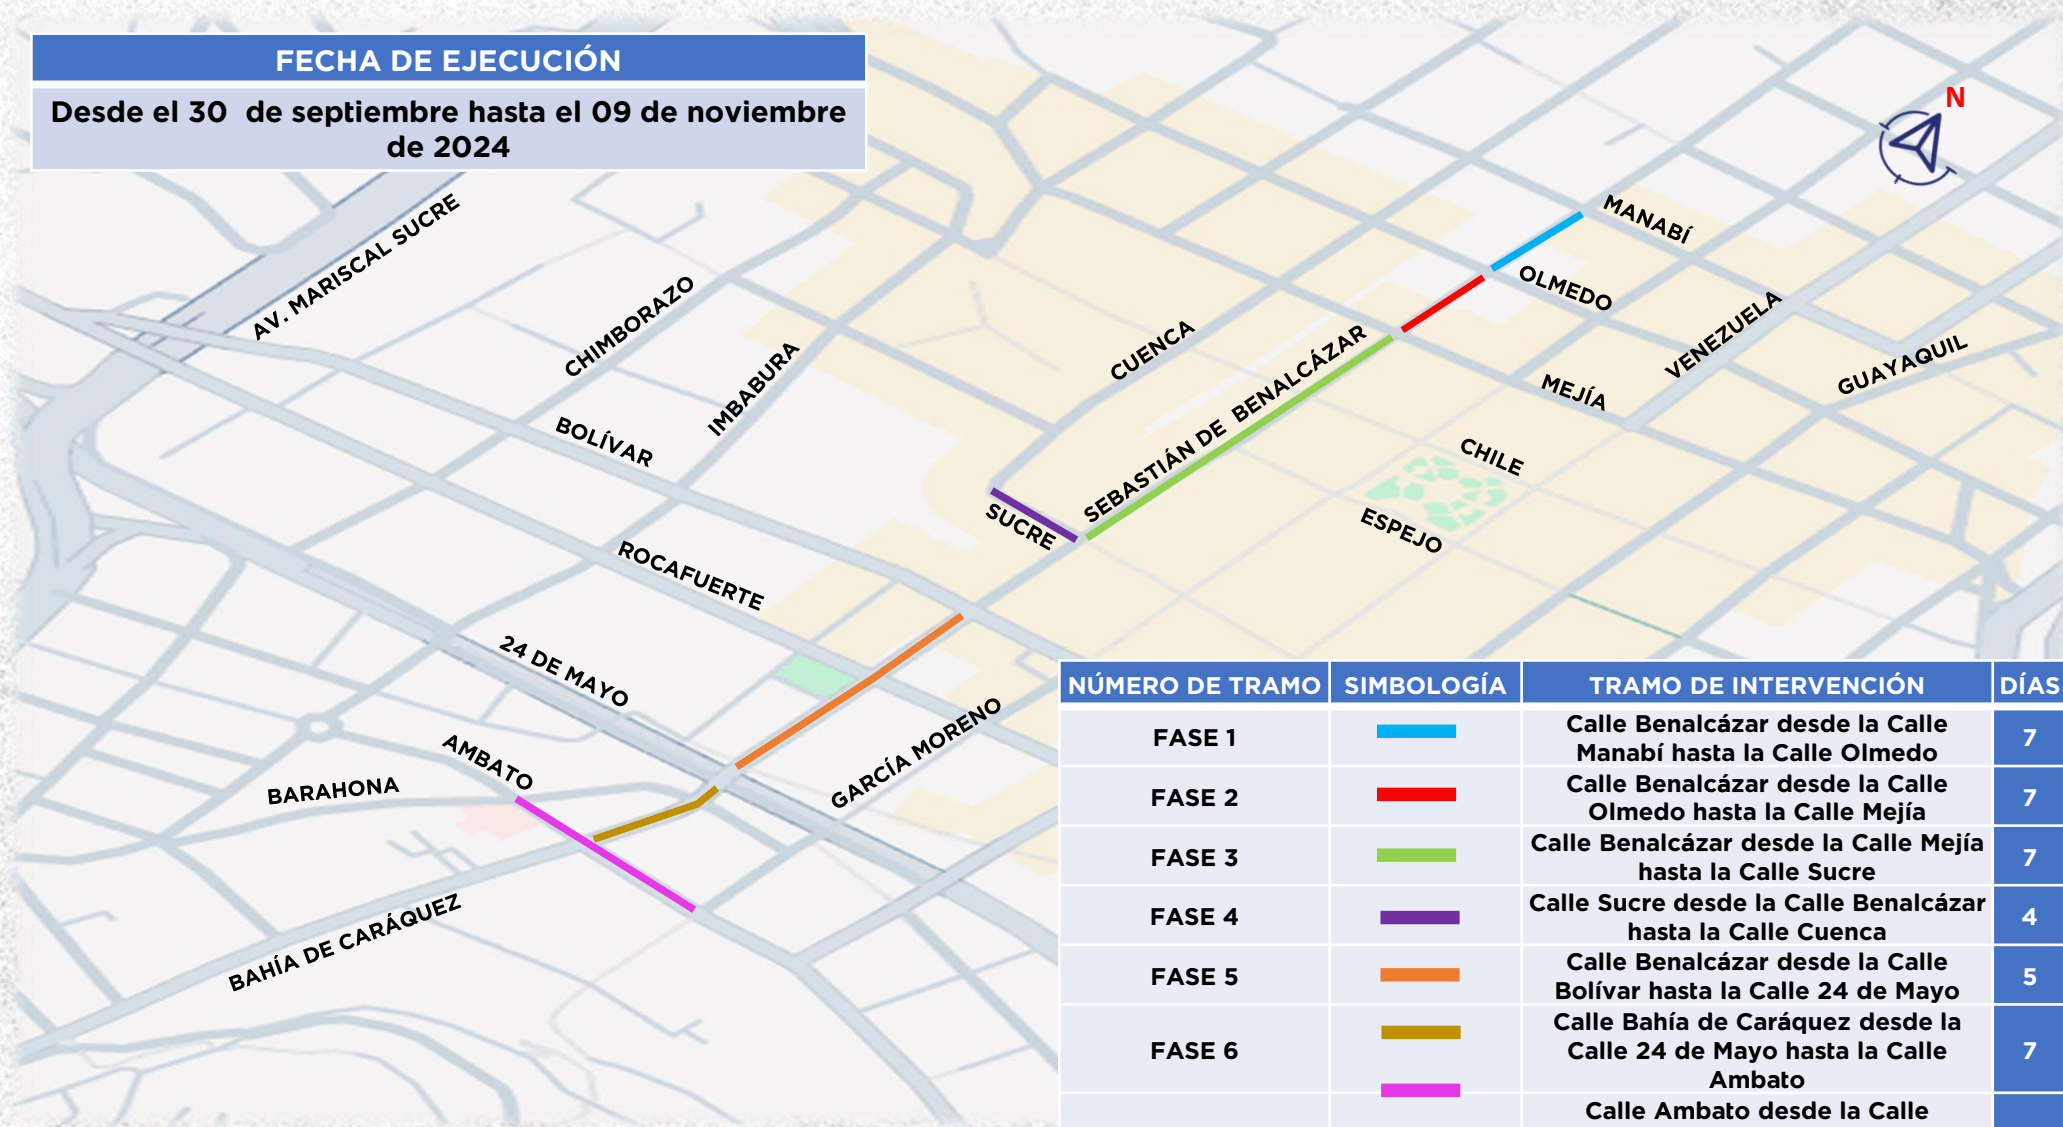 FECHA DE EJECUCIÓN
Desde el 30 de septiembre hasta el 09 de noviembre
de 2024
N
AV. MARISCAL SUCRE
CHIMBORAZO
IMBABURA
BOLÍVAR
CUENCA
SEBASTIÁN DE BENALCÁZAR
SUCRE
MANABÍ
OLMEDO
VENEZUELA
GUAYAQUIL
MEJÍA
CHILE
ESPEJO
ROCAFUERTE
24 DE MAYO
GARCÍA MORENO
AMBATO
BARAHONA
BAHÍA DE CARÁQUEZ
NÚMERO DE TRAMO SIMBOLOGÍA TRAMO DE INTERVENCIÓN DÍAS
FASE 1
Calle Benalcázar desde la Calle
Manabí hasta la Calle Olmedo
7
FASE 2
Calle Benalcázar desde la Calle
Olmedo hasta la Calle Mejía
7
FASE 3
Calle Benalcázar desde la Calle Mejía
hasta la Calle Sucre
7
FASE 4
Calle Sucre desde la Calle Benalcázar
hasta la Calle Cuenca
4
FASE 5
Calle Benalcázar desde la Calle
Bolívar hasta la Calle 24 de Mayo
5
FASE 6
Calle Bahía de Caráquez desde la
Calle 24 de Mayo hasta la Calle
Ambato
7
Calle Ambato desde la Calle